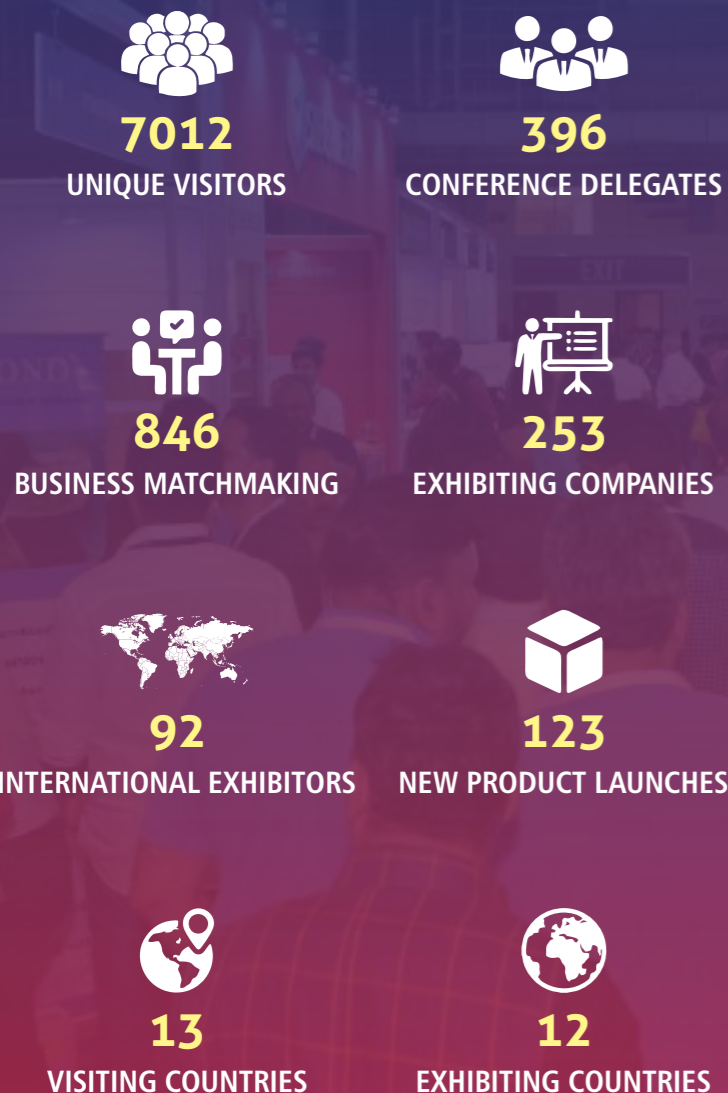 7012
UNIQUE VISITORS
396
CONFERENCE DELEGATES
846
BUSINESS MATCHMAKING
253
EXHIBITING COMPANIES
92
INTERNATIONAL EXHIBITORS
123
NEW PRODUCT LAUNCHES
13
VISITING COUNTRIES
12
EXHIBITING COUNTRIES
EXIT